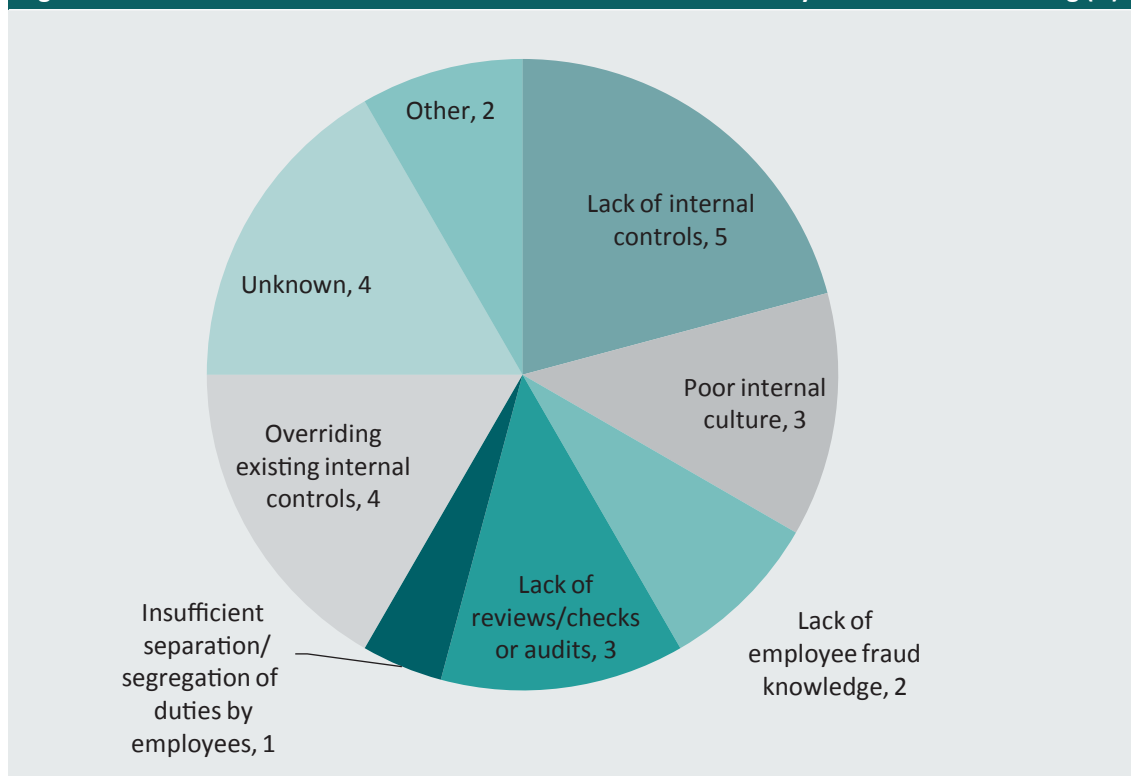 Other, 2
Lack of internal
controls, 5
Unknown, 4
Poor internal
culture, 3
Overriding
existing internal
controls, 4
Lack of
reviews/checks
or audits, 3
Lack of
employee fraud
knowledge, 2
Insufficient
separation/
segregation of
duties by
employees, 1